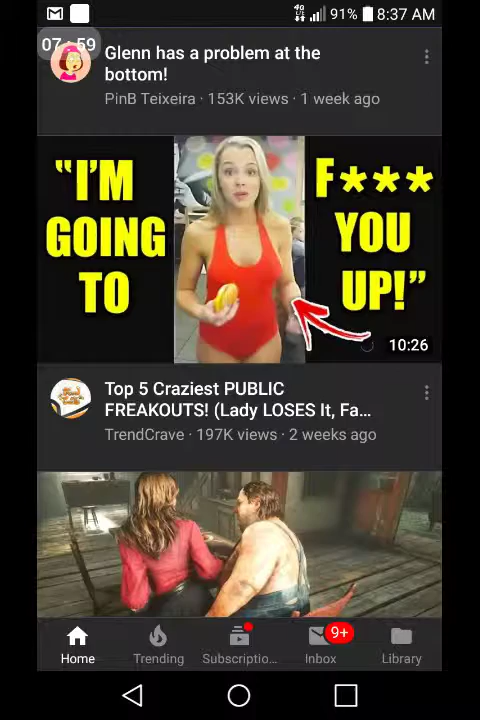 91% 8:37 AM
07 59
Glenn has a problem at the
bottom!
PinB Teixeira · 153K views · 1 week ago
"I'M
GOING
TO
F***
YOU
UP!"
10:26
Top 5 Craziest PUBLIC
FREAKOUTS! (Lady LOSES It, Fa...
TrendCrave · 197K views · 2 weeks ago
9+
Home Trending Subscriptio... Inbox Library